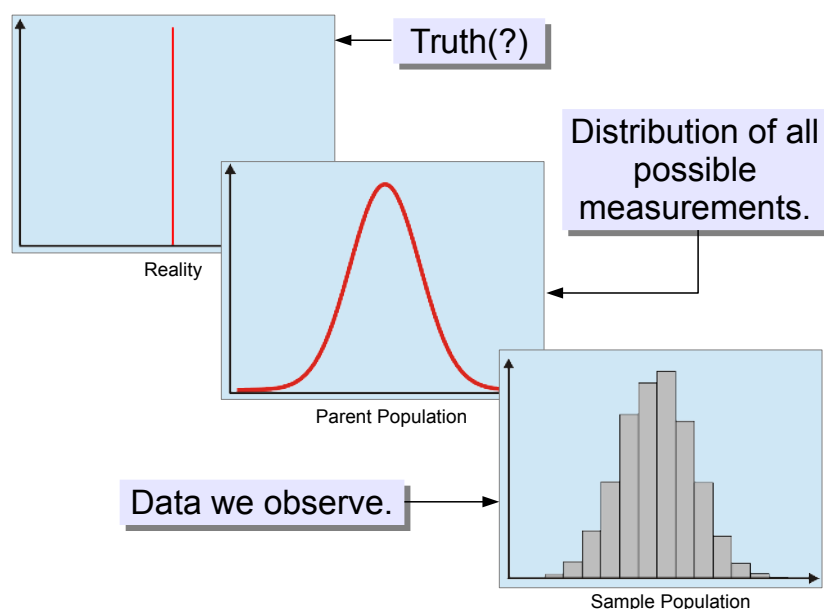 Truth(?)
Distribution of all
possible
measurements.
Reality
Parent Population
Data we observe.
Sample Population